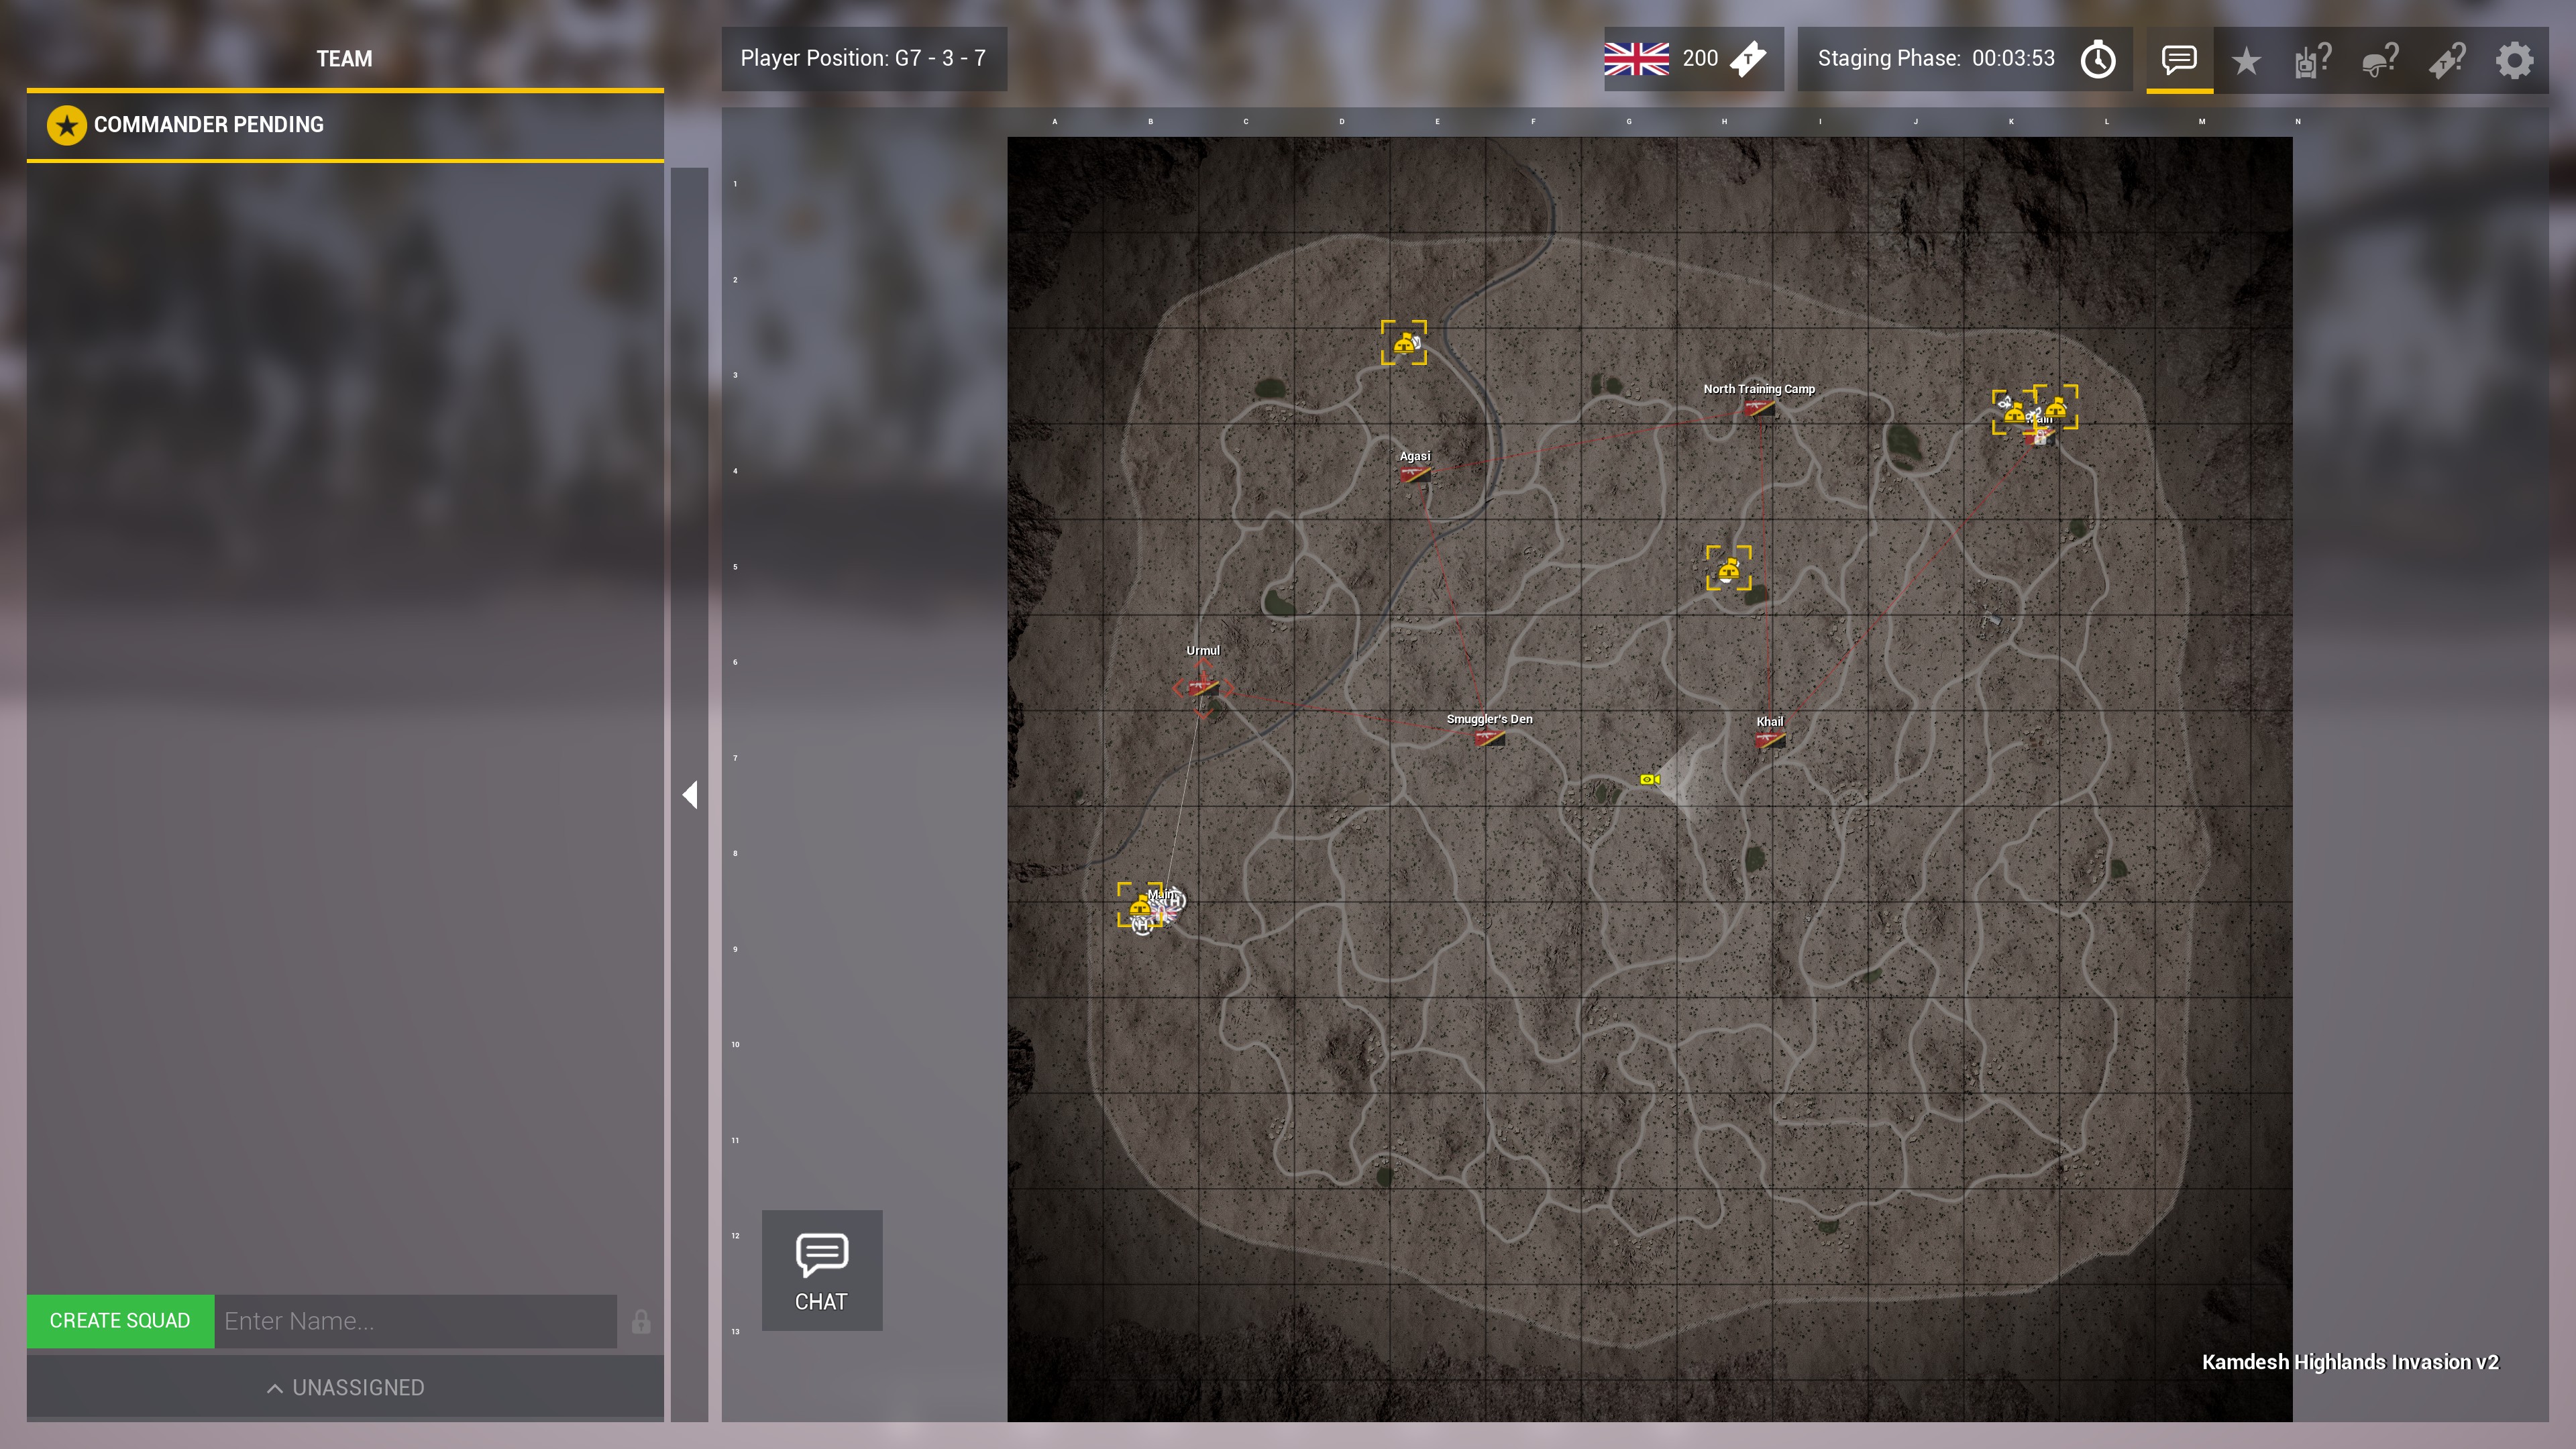 TEAM
Player Position: G7 - 3 - 7
200
Staging Phase: 00:03:53
COMMANDER PENDING
A B C D E F G H I J K L M N
1
2
3
4
5
6
7
8
9
10
11
12
13
North Training Camp
Agasi
Urmul
Smuggler's Den
Khail
Main
CHAT
CREATE SQUAD
Enter Name...
UNASSIGNED
Kamdesh Highlands Invasion v2